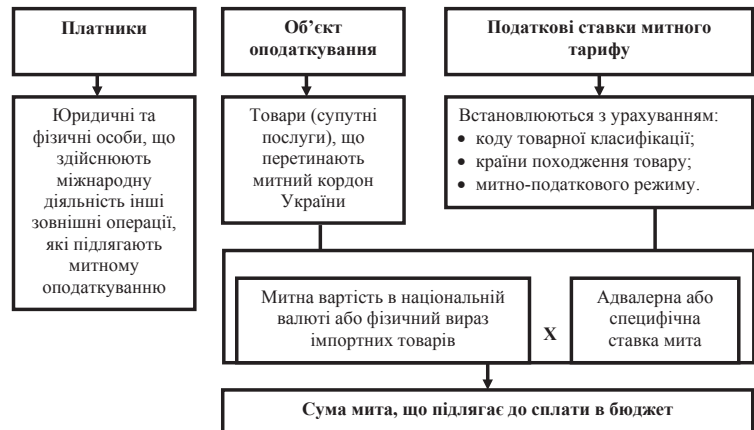 Платники
Об’єкт
оподаткування
Податкові ставки митного
тарифу
Юридичні та
фізичні особи, що
здійснюють
міжнародну
діяльність інші
зовнішні операції,
які підлягають
митному
оподаткуванню
Товари (супутні
послуги), що
перетинають
митний кордон
України
Встановлюються з урахуванням:
• коду товарної класифікації;
• країни походження товару;
• митно-податкового режиму.
Митна вартість в національній
валюті або фізичний вираз
імпортних товарів
Х
Адвалерна або
специфічна
ставка мита
Сума мита, що підлягає до сплати в бюджет